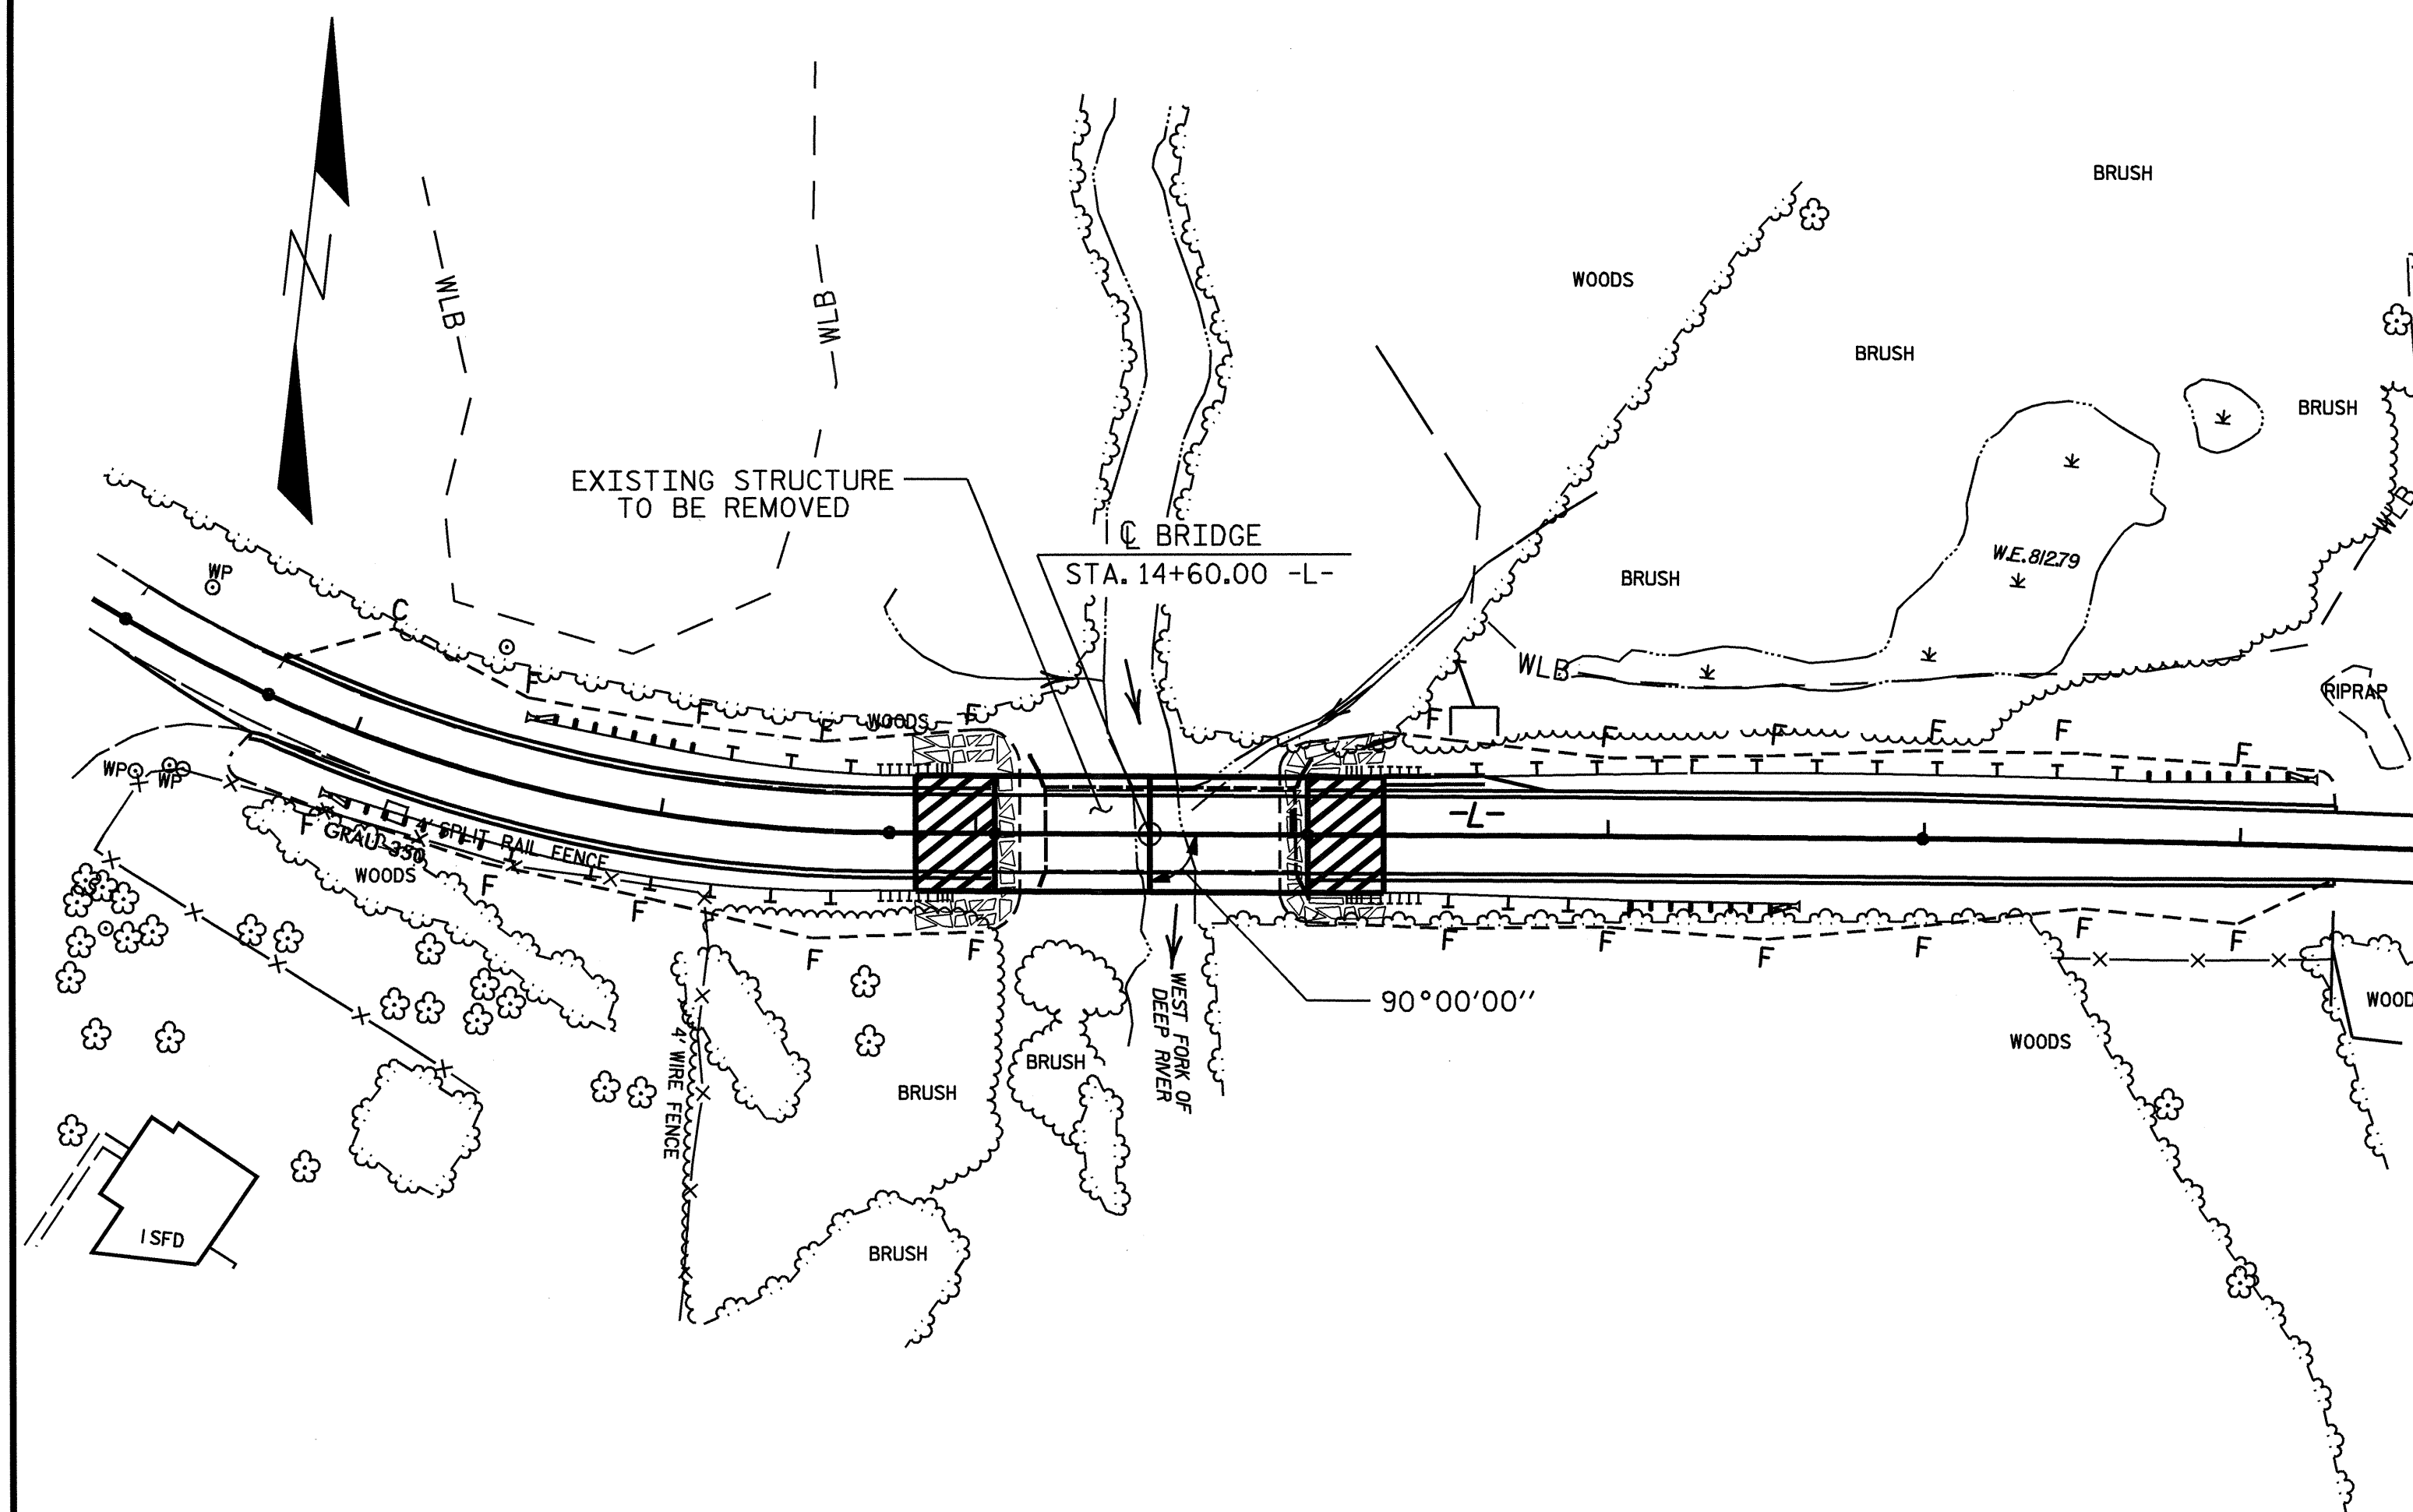 BRUSH
N
WOODS
WLB
WLB
BRUSH
BRUSH
EXISTING STRUCTURE
TO BE REMOVED
WLB
℄ BRIDGE
STA. 14+60.00 -L-
W.E. 812.79
WP
BRUSH
C
WLB
RIPRAP
F
F
F
F
WOODS
F
F
F
F
F
F
WP
WP
-L-
F
GRAU 350
4' SPLIT RAIL FENCE
WOODS
F
F
F
F
F
F
F
F
F
F
WEST FORK OF
DEEP RIVER
90°00'00"
WOOD
4' WIRE FENCE
BRUSH
BRUSH
WOODS
1SFD
BRUSH